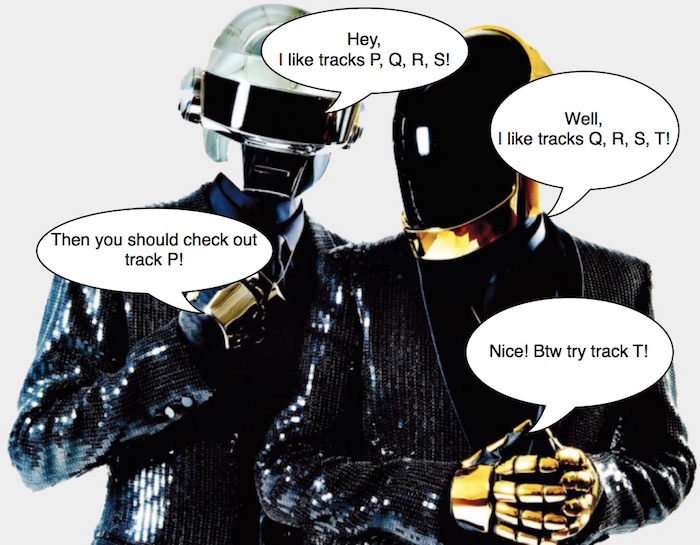 Hey,
I like tracks P, Q, R, S!
Well,
I like tracks Q, R, S, T!
Then you should check out
track P!
Nice! Btw try track T!